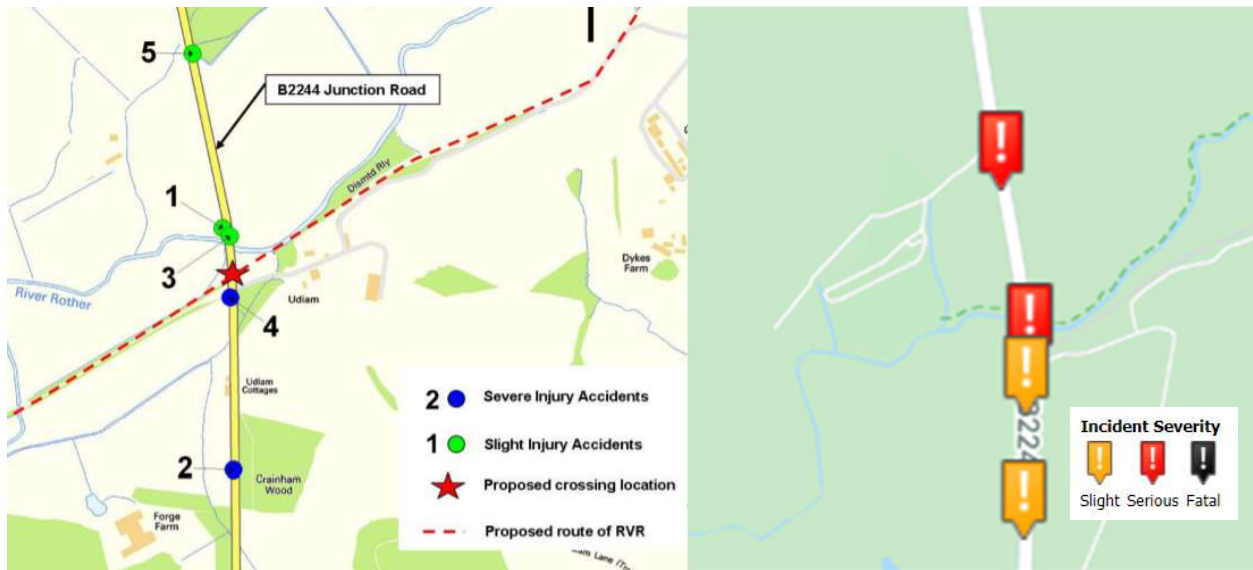 5
B2244 Junction Road
Dismtd Rly
1
3
River Rother
Udiam
Dykes
Farm
4
Udiam
Cottages
2
Crainham
Wood
Forge
Farm
2 Severe Injury Accidents
1 Slight Injury Accidents
Proposed crossing location
Proposed route of RVR
B224
Incident Severity
Slight Serious Fatal